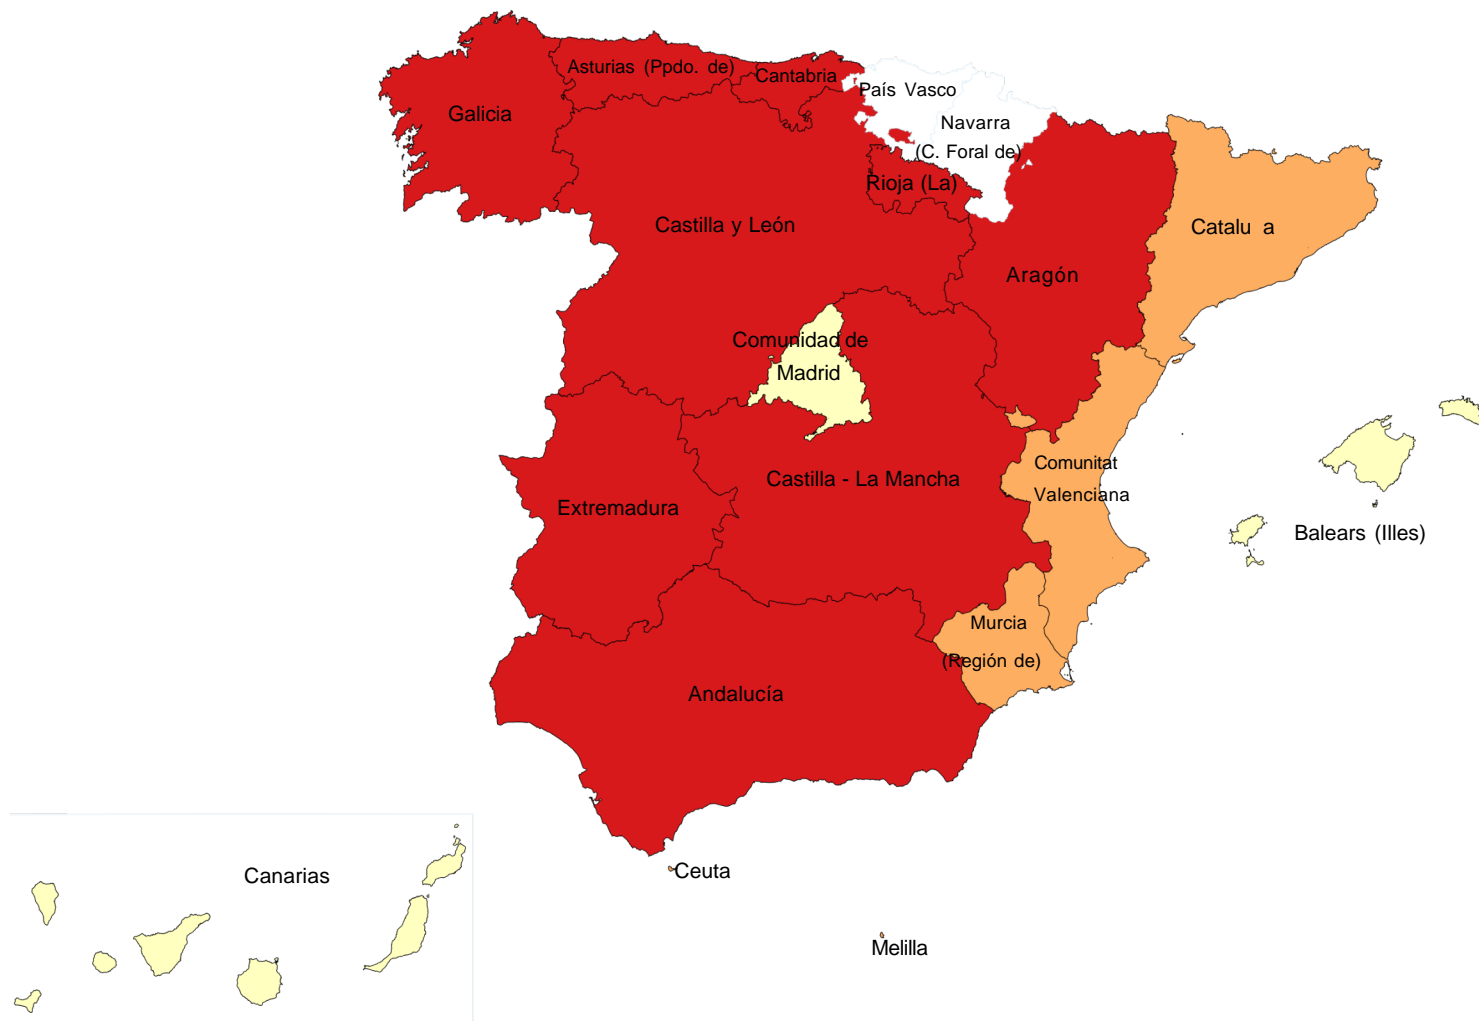 Asturias (Ppdo. de)
Cantabria
País Vasco
Galicia
Navarra
(C. Foral de)
Rioja (La)
Castilla y León
Catalu a
Aragón
Comunidad de
Madrid
Comunitat
Valenciana
Castilla - La Mancha
Extremadura
Balears (Illes)
Murcia
(Región de)
Andalucía
Ceuta
Canarias
Melilla